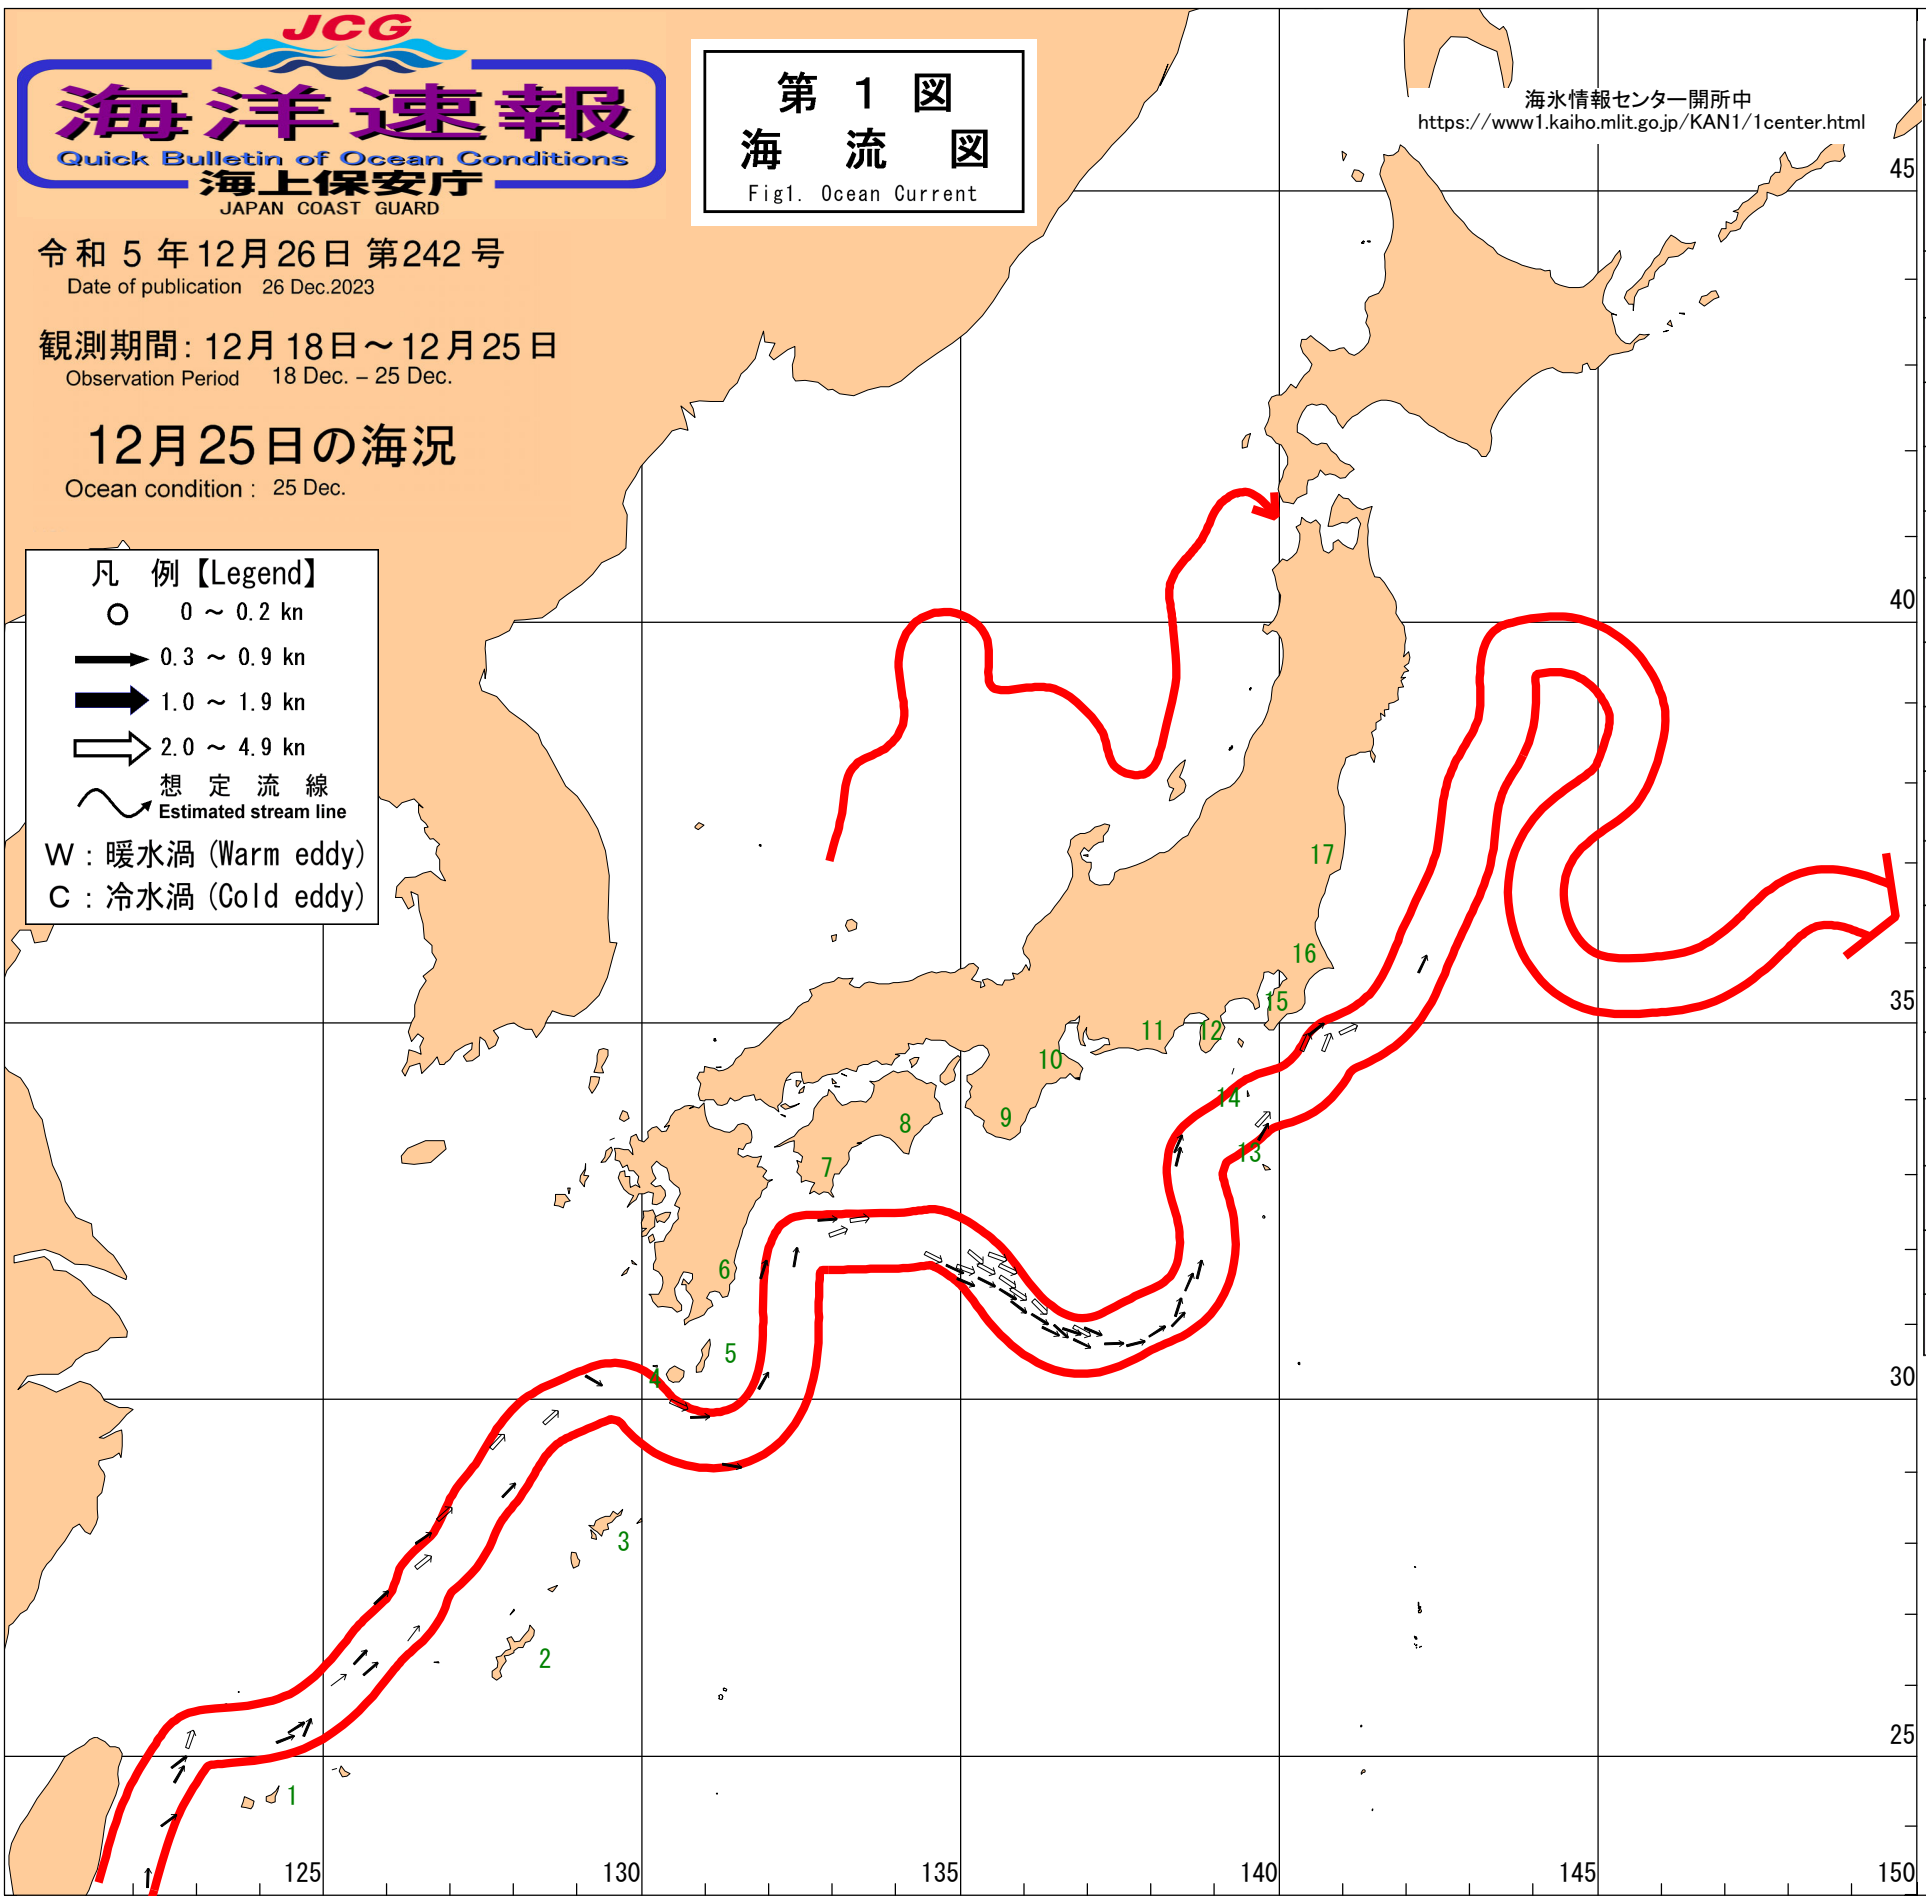 JCG
海洋速報
Quick Bulletin of Ocean Conditions
海上保安庁
JAPAN COAST GUARD
第 1 図
海 流 図
Fig1. Ocean Current
海氷情報センター開所中
https://www1.kaiho.mlit.go.jp/KAN1/1center.html
令和 5 年12月26日 第242号
Date of publication 26 Dec.2023
観測期間: 12月18日～12月25日
Observation Period 18 Dec. – 25 Dec.
12月25日の海況
Ocean condition : 25 Dec.
凡 例【Legend】
0 ～ 0.2 kn
0.3 ～ 0.9 kn
1.0 ～ 1.9 kn
2.0 ～ 4.9 kn
想 定 流 線
Estimated stream line
W : 暖水渦 (Warm eddy)
C : 冷水渦 (Cold eddy)
45
40
35
30
25
17
16
15
14
13
12
11
10
9
8
7
6
5
4
3
2
1
125
130
135
140
145
150